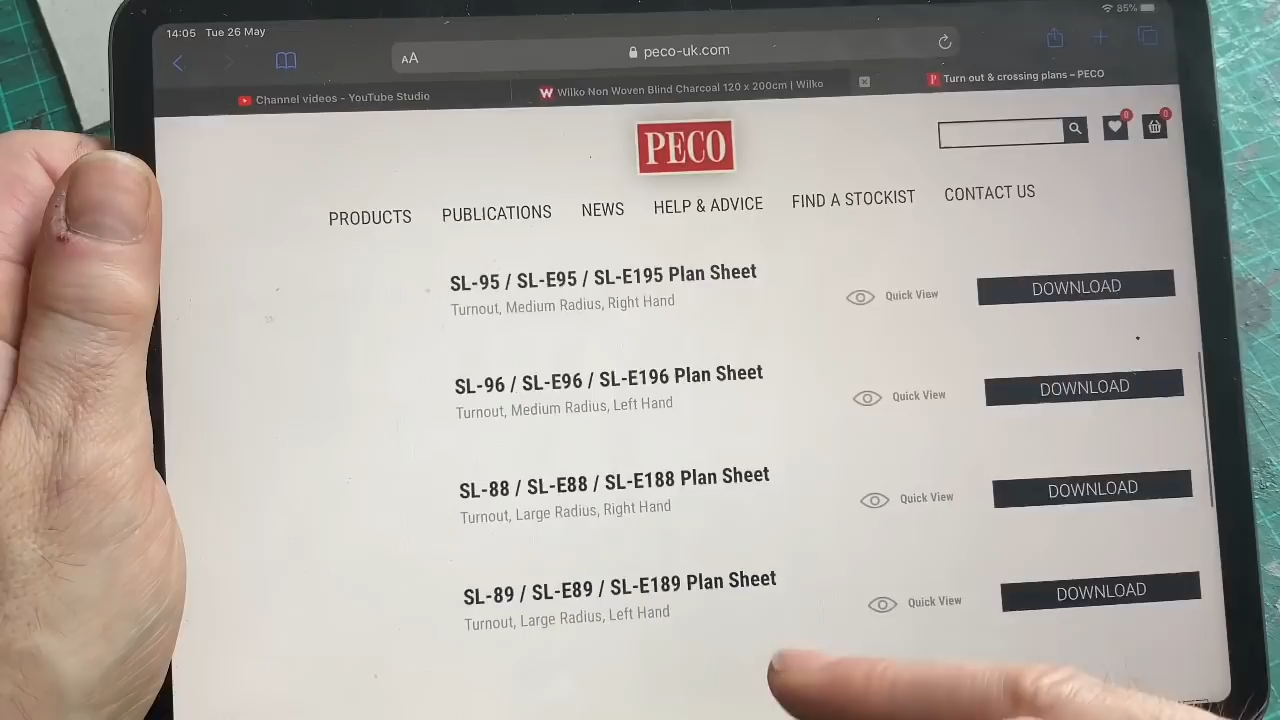 14:05 Tue 26 May
85%
AA
peco-uk.com
Channel videos - YouTube Studio
W Wilko Non Woven Blind Charcoal 120 x 200cm | Wilko
P Turn out & crossing plans – PECO
PECO
0
0
PRODUCTS PUBLICATIONS NEWS HELP & ADVICE FIND A STOCKIST CONTACT US
SL-95 / SL-E95 / SL-E195 Plan Sheet
Turnout, Medium Radius, Right Hand
Quick View
DOWNLOAD
SL-96 / SL-E96 / SL-E196 Plan Sheet
Turnout, Medium Radius, Left Hand
Quick View
DOWNLOAD
SL-88 / SL-E88 / SL-E188 Plan Sheet
Turnout, Large Radius, Right Hand
Quick View
DOWNLOAD
SL-89 / SL-E89 / SL-E189 Plan Sheet
Turnout, Large Radius, Left Hand
Quick View
DOWNLOAD